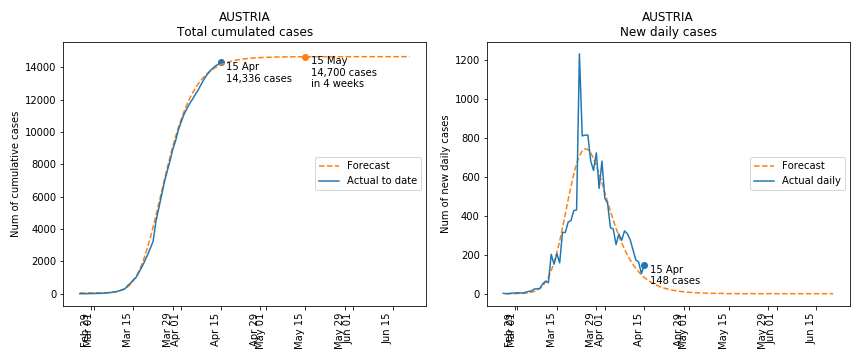 AUSTRIA
Total cumulated cases
Num of cumulative cases
14000
12000
10000
8000
6000
4000
2000
0
15 Apr
14,336 cases
15 May
14,700 cases
in 4 weeks
Forecast
Actual to date
Feb 29
Mar 01
Mar 15
Mar 29
Apr 01
Apr 15
Apr 29
May 01
May 15
May 29
Jun 01
Jun 15
AUSTRIA
New daily cases
Num of new daily cases
1200
1000
800
600
400
200
0
15 Apr
148 cases
Forecast
Actual daily
Feb 29
Mar 01
Mar 15
Mar 29
Apr 01
Apr 15
Apr 29
May 01
May 15
May 29
Jun 01
Jun 15